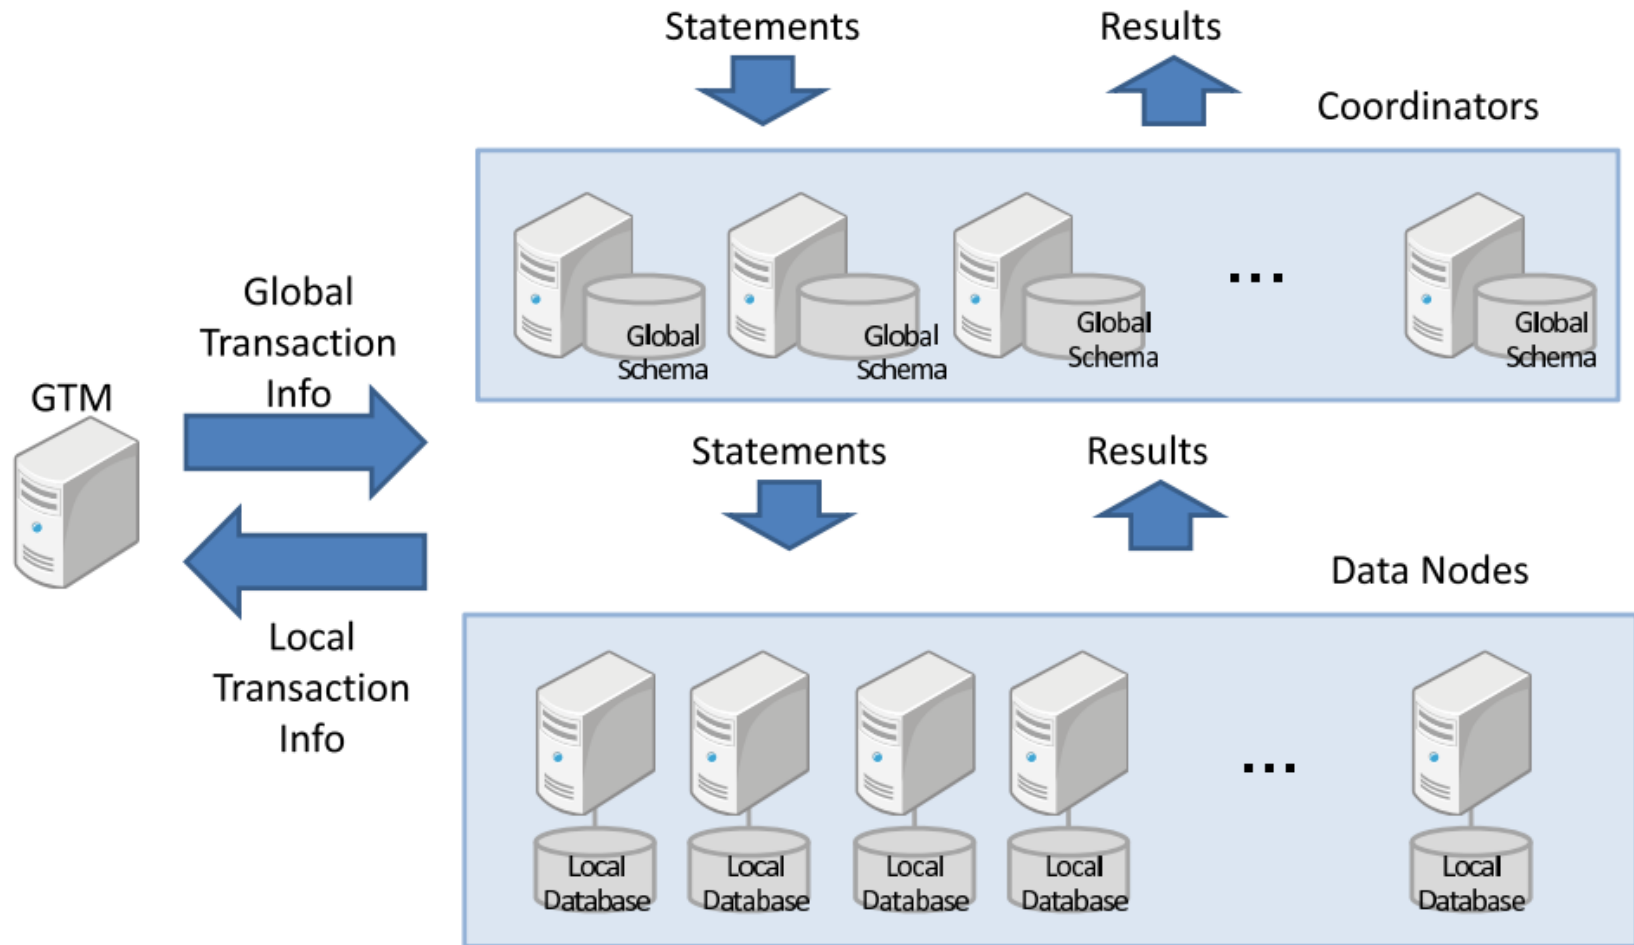 Statements
Results
Coordinators
Global
Schema
Global
Schema
Global
Schema
...
Global
Schema
Global
Transaction
Info
GTM
Statements
Results
Local
Transaction
Info
Data Nodes
Local
Database
Local
Database
Local
Database
Local
Database
...
Local
Database